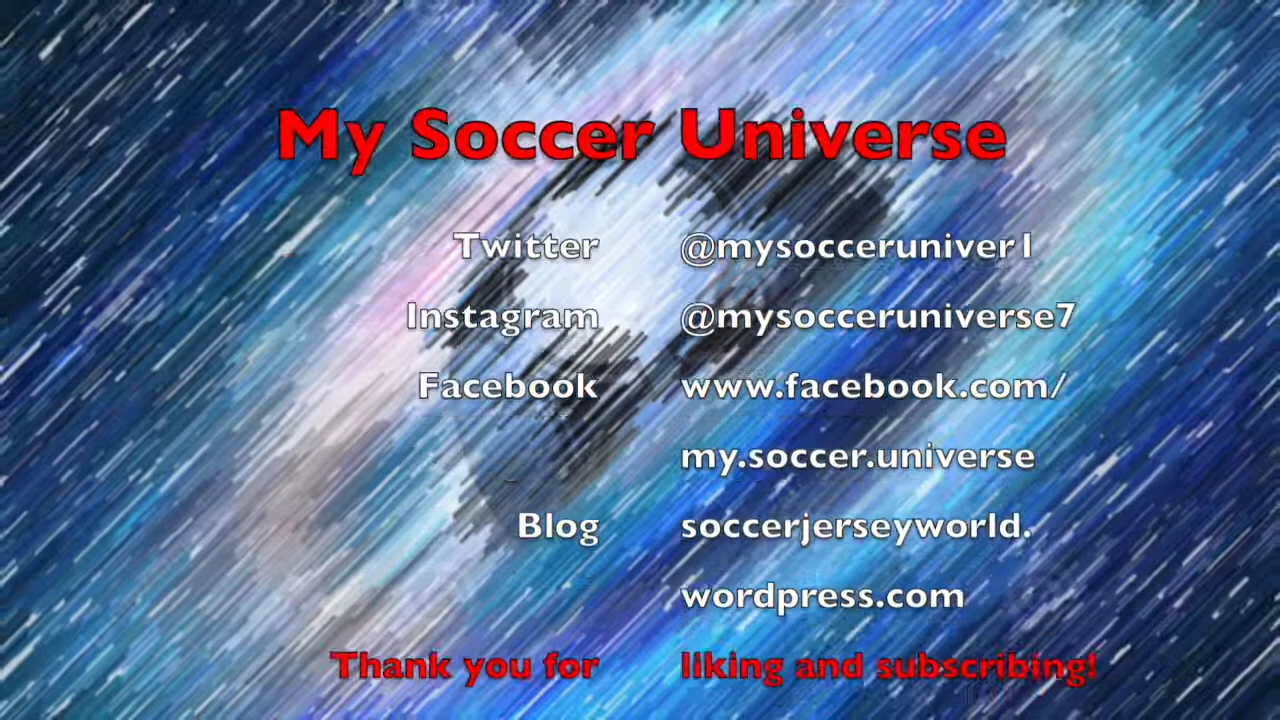 My Soccer Universe
Twitter @mysocceruniver1
Instagram @mysocceruniverse7
Facebook www.facebook.com/
my.soccer.universe
Blog soccerjerseyworld.
wordpress.com
Thank you for liking and subscribing!